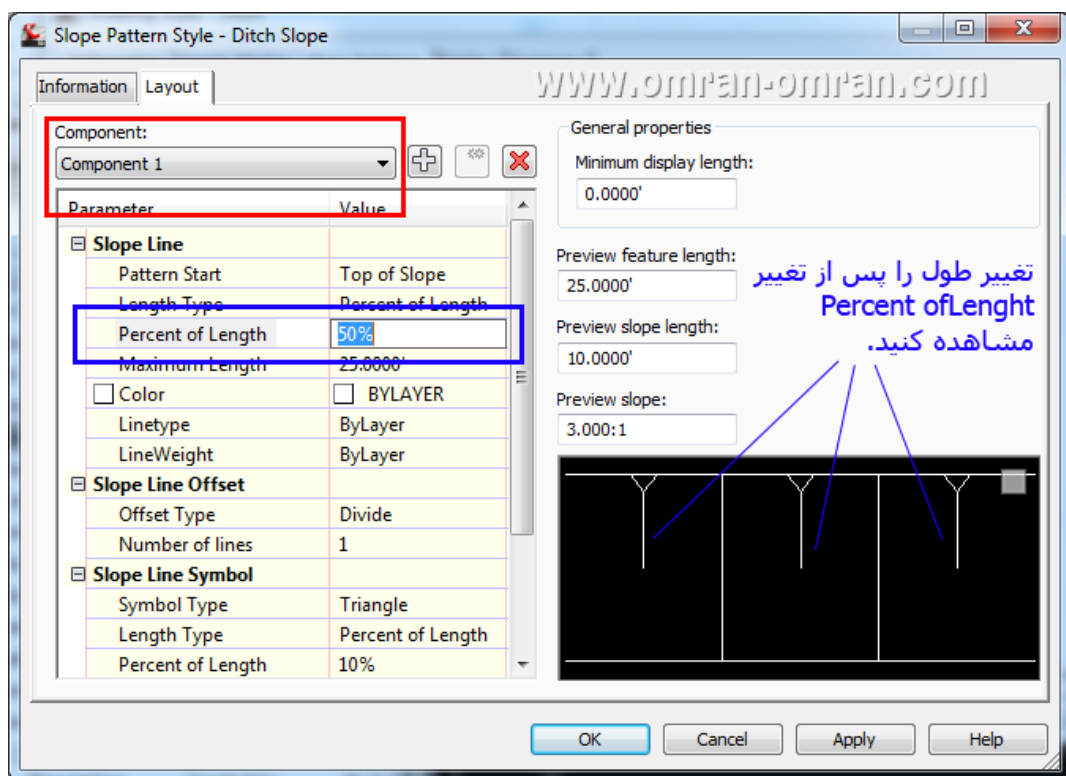 Slope Pattern Style - Ditch Slope
Information Layout
www.omran-omran.com
Component:
Component 1
Parameter Value
Slope Line
Pattern Start Top of Slope
Length Type Percent of Length
Percent of Length 50%
Maximum Length 25.0000'
Color BYLAYER
Linetype ByLayer
LineWeight ByLayer
Slope Line Offset
Offset Type Divide
Number of lines 1
Slope Line Symbol
Symbol Type Triangle
Length Type Percent of Length
Percent of Length 10%
General properties
Minimum display length:
0.0000'
Preview feature length:
25.0000'
Preview slope length:
10.0000'
Preview slope:
3.000:1
تغییر طول را پس از تغییر
Percent ofLenght
مشاهده کنید.
OK Cancel Apply Help